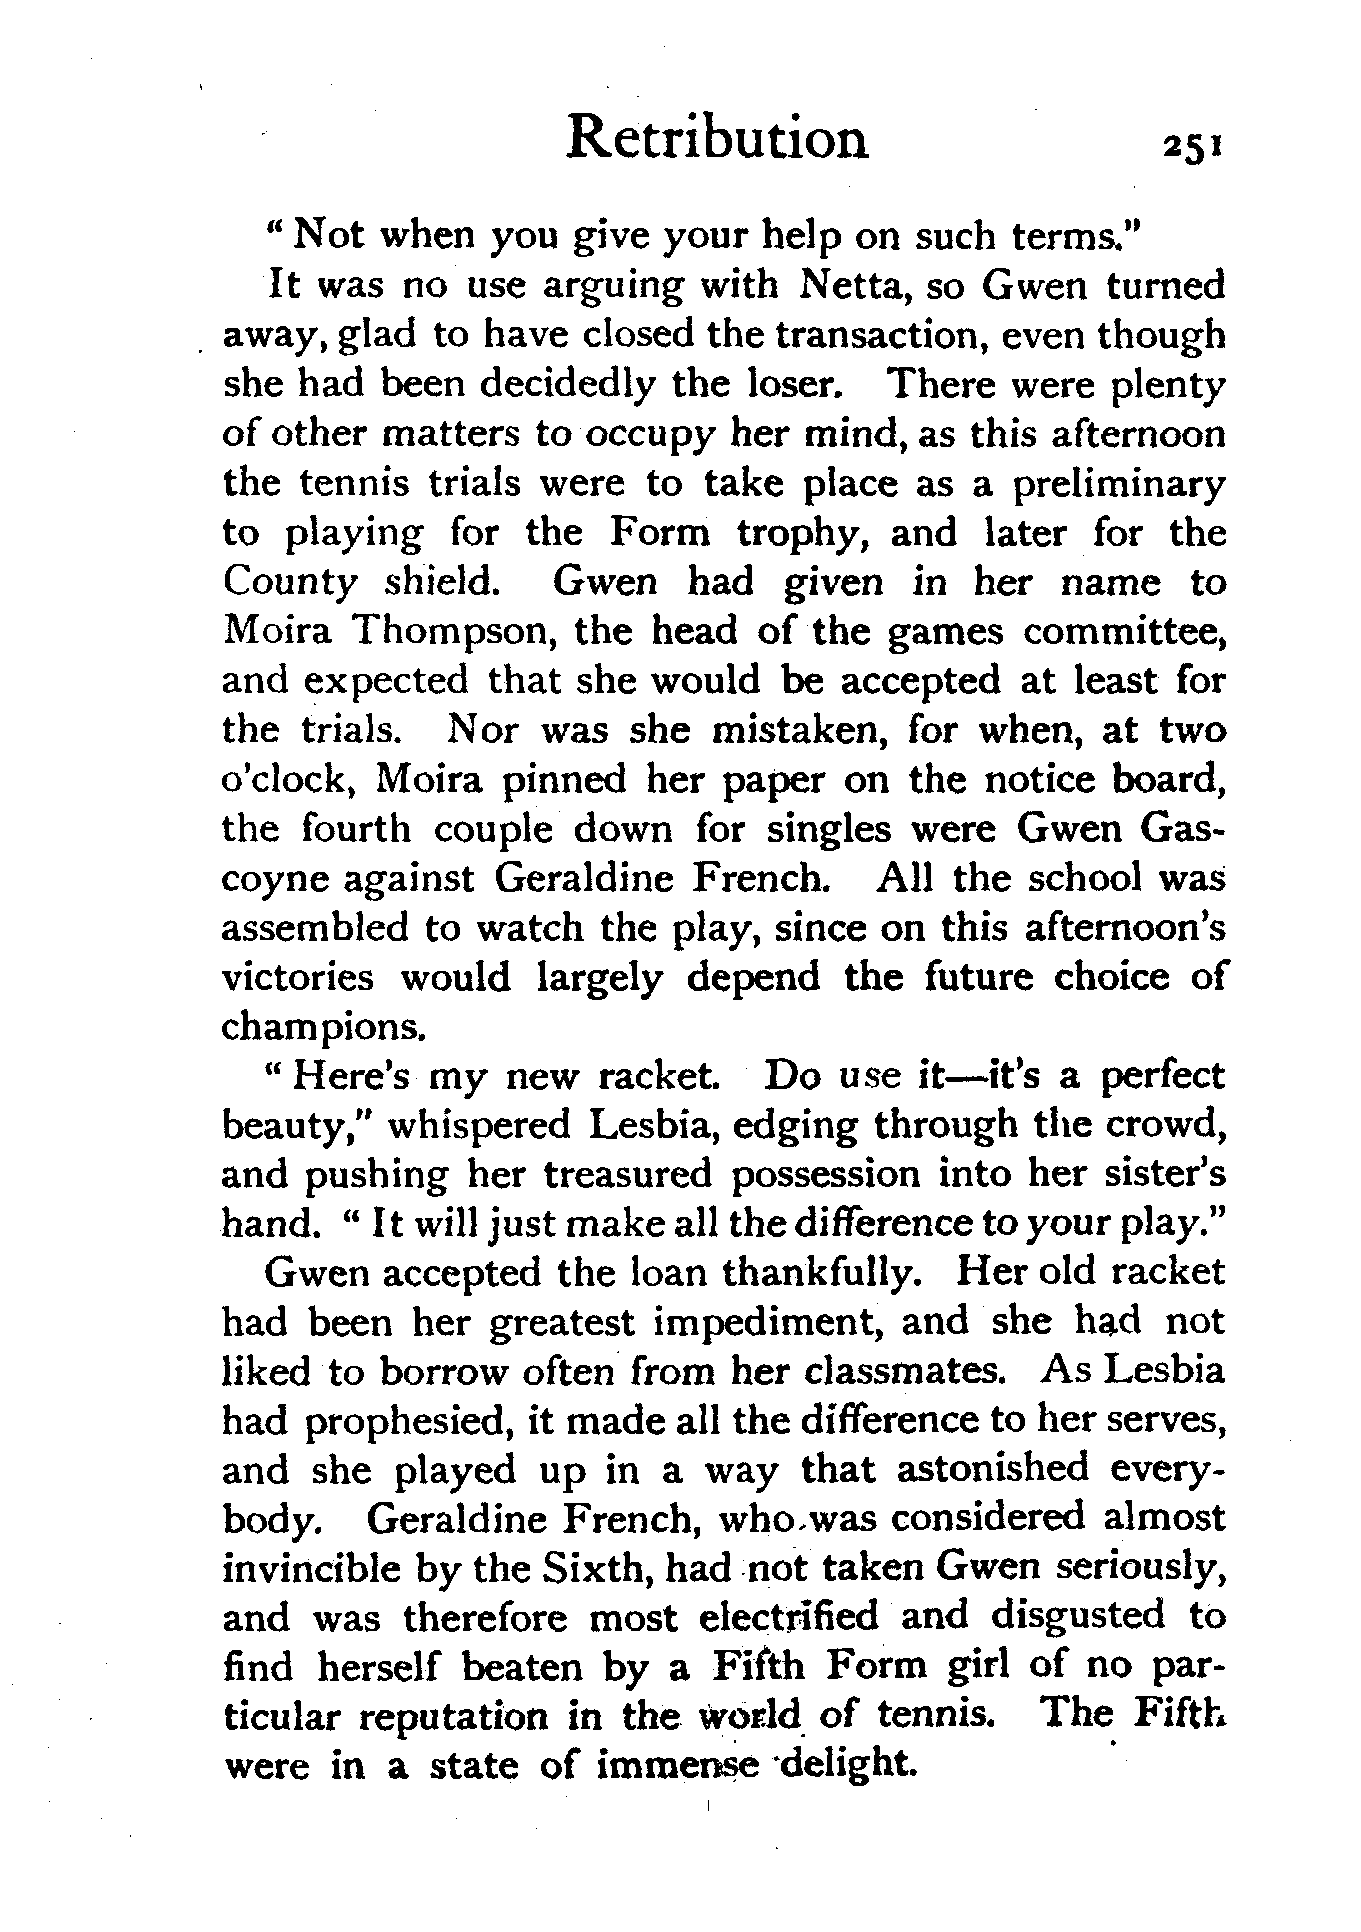 Retribution 251
" Not when you give your help on such terms."
It was no use arguing with Netta, so Gwen turned
away, glad to have closed the transaction, even though
she had been decidedly the loser. There were plenty
of other matters to occupy her mind, as this afternoon
the tennis trials were to take place as a preliminary
to playing for the Form trophy, and later for the
County shield. Gwen had given in her name to
Moira Thompson, the head of the games committee,
and expected that she would be accepted at least for
the trials. Nor was she mistaken, for when, at two
o'clock, Moira pinned her paper on the notice board,
the fourth couple down for singles were Gwen Gas-
coyne against Geraldine French. All the school was
assembled to watch the play, since on this afternoon's
victories would largely depend the future choice of
champions.
" Here's my new racket. Do use it—it's a perfect
beauty," whispered Lesbia, edging through the crowd,
and pushing her treasured possession into her sister's
hand. " It will just make all the difference to your play."
Gwen accepted the loan thankfully. Her old racket
had been her greatest impediment, and she had not
liked to borrow often from her classmates. As Lesbia
had prophesied, it made all the difference to her serves,
and she played up in a way that astonished every-
body. Geraldine French, who was considered almost
invincible by the Sixth, had not taken Gwen seriously,
and was therefore most electrified and disgusted to
find herself beaten by a Fifth Form girl of no par-
ticular reputation in the world of tennis. The Fifth
were in a state of immense delight.